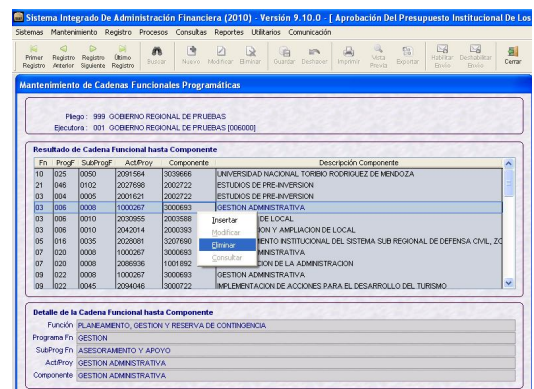 Sistema Integrado De Administración Financiera (2010) - Versión 9.10.0 - [ Aprobación Del Presupuesto Institucional De Los
Sistemas Mantenimiento Registro Procesos Consultas Reportes Utilitarios Comunicación
Primer Registro Registro Anterior Registro Siguiente Último Registro Buscar Nuevo Modificar Eliminar Guardar Deshacer Imprimir Vista Previa Exportar Habilitar Envío Deshabilitar Envío Cerrar
Mantenimiento de Cadenas Funcionales Programáticas
Pliego : 999 GOBIERNO REGIONAL DE PRUEBAS
Ejecutora : 001 GOBIERNO REGIONAL DE PRUEBAS [006000]
Resultado de Cadena Funcional hasta Componente
Fn ProgF SubProgF Act/Proy Componente Descripción Componente
10 025 0050 2091564 3039666 UNIVERSIDAD NACIONAL TORIBIO RODRIGUEZ DE MENDOZA
21 046 0102 2027698 2002722 ESTUDIOS DE PRE-INVERSION
03 004 0005 2001621 2002722 ESTUDIOS DE PRE-INVERSION
03 006 0008 1000267 3000693 GESTION ADMINISTRATIVA
03 006 0010 2030955 2003588 DE LOCAL
03 006 0010 2042014 2000393 ION Y AMPLIACION DE LOCAL
05 016 0035 2028081 3207690 IENTO INSTITUCIONAL DEL SISTEMA SUB REGIONAL DE DEFENSA CIVIL, ZO
07 020 0008 1000267 3000693 MINISTRATIVA
07 020 0008 2086936 1001892 ION DE LA ADMINISTRACION
09 022 0008 1000267 3000693 GESTION ADMINISTRATIVA
09 022 0045 2094046 3000722 IMPLEMENTACION DE ACCIONES PARA EL DESARROLLO DEL TURISMO
Insertar
Modificar
Eliminar
Consultar
Detalle de la Cadena Funcional hasta Componente
Función PLANEAMIENTO, GESTION Y RESERVA DE CONTINGENCIA
Programa Fn GESTION
SubProg Fn ASESORAMIENTO Y APOYO
Act/Proy GESTION ADMINISTRATIVA
Componente GESTION ADMINISTRATIVA